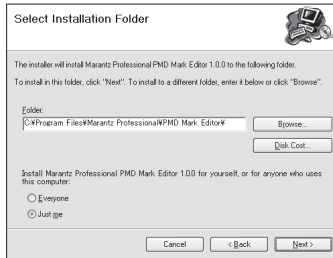 Select Installation Folder
The installer will install Marantz Professional PMD Mark Editor 1.0.0 to the following folder.
To install in this folder, click "Next". To install to a different folder, enter it below or click "Browse".
Folder:
C:¥Program Files¥Marantz Professional¥PMD Mark Editor¥
Browse...
Disk Cost...
Install Marantz Professional PMD Mark Editor 1.0.0 for yourself, or for anyone who uses
this computer:
Everyone
Just me
Cancel
< Back
Next >